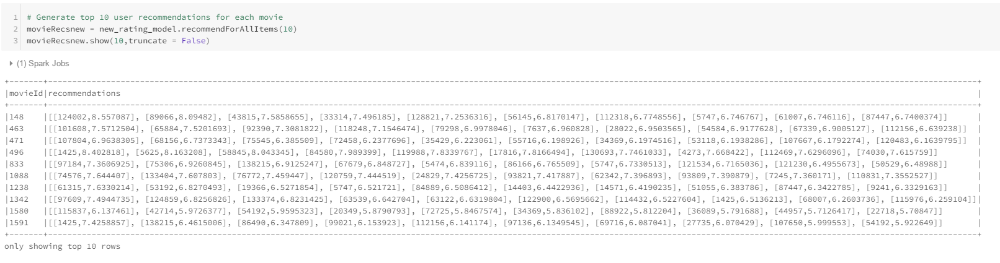 1 # Generate top 10 user recommendations for each movie
2 movieRecsnew = new_rating_model.recommendForAllItems(10)
3 movieRecsnew.show(10,truncate = False)
(1) Spark Jobs
|movieId|recommendations |
|148 |[[124002,8.557087], [89066,8.09482], [43815,7.5858655], [33314,7.496185], [128821,7.2536316], [56145,6.8170147], [112318,6.7748556], [5747,6.746767], [61007,6.746116], [87447,6.7400374]] |
|463 |[[101608,7.5712504], [65884,7.5201693], [92390,7.3081822], [118248,7.1546474], [79298,6.9978046], [7637,6.960828], [28022,6.9503565], [54584,6.9177628], [67339,6.9005127], [112156,6.639238]] |
|471 |[[107804,6.9638305], [68156,6.7373343], [75545,6.385509], [72458,6.2377696], [35429,6.223061], [55716,6.198926], [34369,6.1974516], [53118,6.1938286], [107667,6.1792274], [120483,6.1639795]] |
|496 |[[1425,8.402818], [5625,8.163208], [58845,8.043345], [84580,7.989399], [119988,7.8339767], [17816,7.8166494], [130693,7.7461033], [4273,7.668422], [112469,7.6296096], [74030,7.615759]] |
|833 |[[97184,7.3606925], [75306,6.9260845], [138215,6.9125247], [67679,6.848727], [5474,6.839116], [86166,6.765509], [5747,6.7330513], [121534,6.7165036], [121230,6.4955673], [50529,6.48988]] |
|1088 |[[74576,7.644407], [133404,7.607803], [76772,7.459447], [120759,7.444519], [24829,7.4256725], [93821,7.417887], [62342,7.396893], [93809,7.390879], [7245,7.360171], [110831,7.3552527]] |
|1238 |[[61315,7.6330214], [53192,6.8270493], [19366,6.5271854], [5747,6.521721], [84889,6.5086412], [14403,6.4422936], [14571,6.4190235], [51055,6.383786], [87447,6.3422785], [9241,6.3329163]] |
|1342 |[[97609,7.4944735], [124859,6.8256826], [133374,6.8231425], [63539,6.642704], [63122,6.6319804], [122900,6.5695662], [114432,6.5227604], [1425,6.5136213], [68007,6.2603736], [115976,6.259104]]|
|1580 |[[115837,6.137461], [42714,5.9726377], [54192,5.9595323], [20349,5.8790793], [72725,5.8467574], [34369,5.836102], [88922,5.812204], [36089,5.791688], [44957,5.7126417], [22718,5.70847]] |
|1591 |[[1425,7.4258857], [138215,6.4615006], [86490,6.347809], [99021,6.153923], [112156,6.141174], [97136,6.1349545], [69716,6.087041], [27735,6.070429], [107650,5.999553], [54192,5.922649]] |
only showing top 10 rows